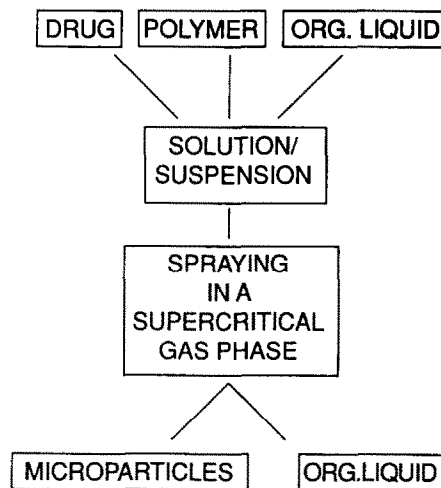 DRUG
POLYMER
ORG. LIQUID
SOLUTION/
SUSPENSION
SPRAYING
IN A
SUPERCRITICAL
GAS PHASE
MICROPARTICLES
ORG.LIQUID